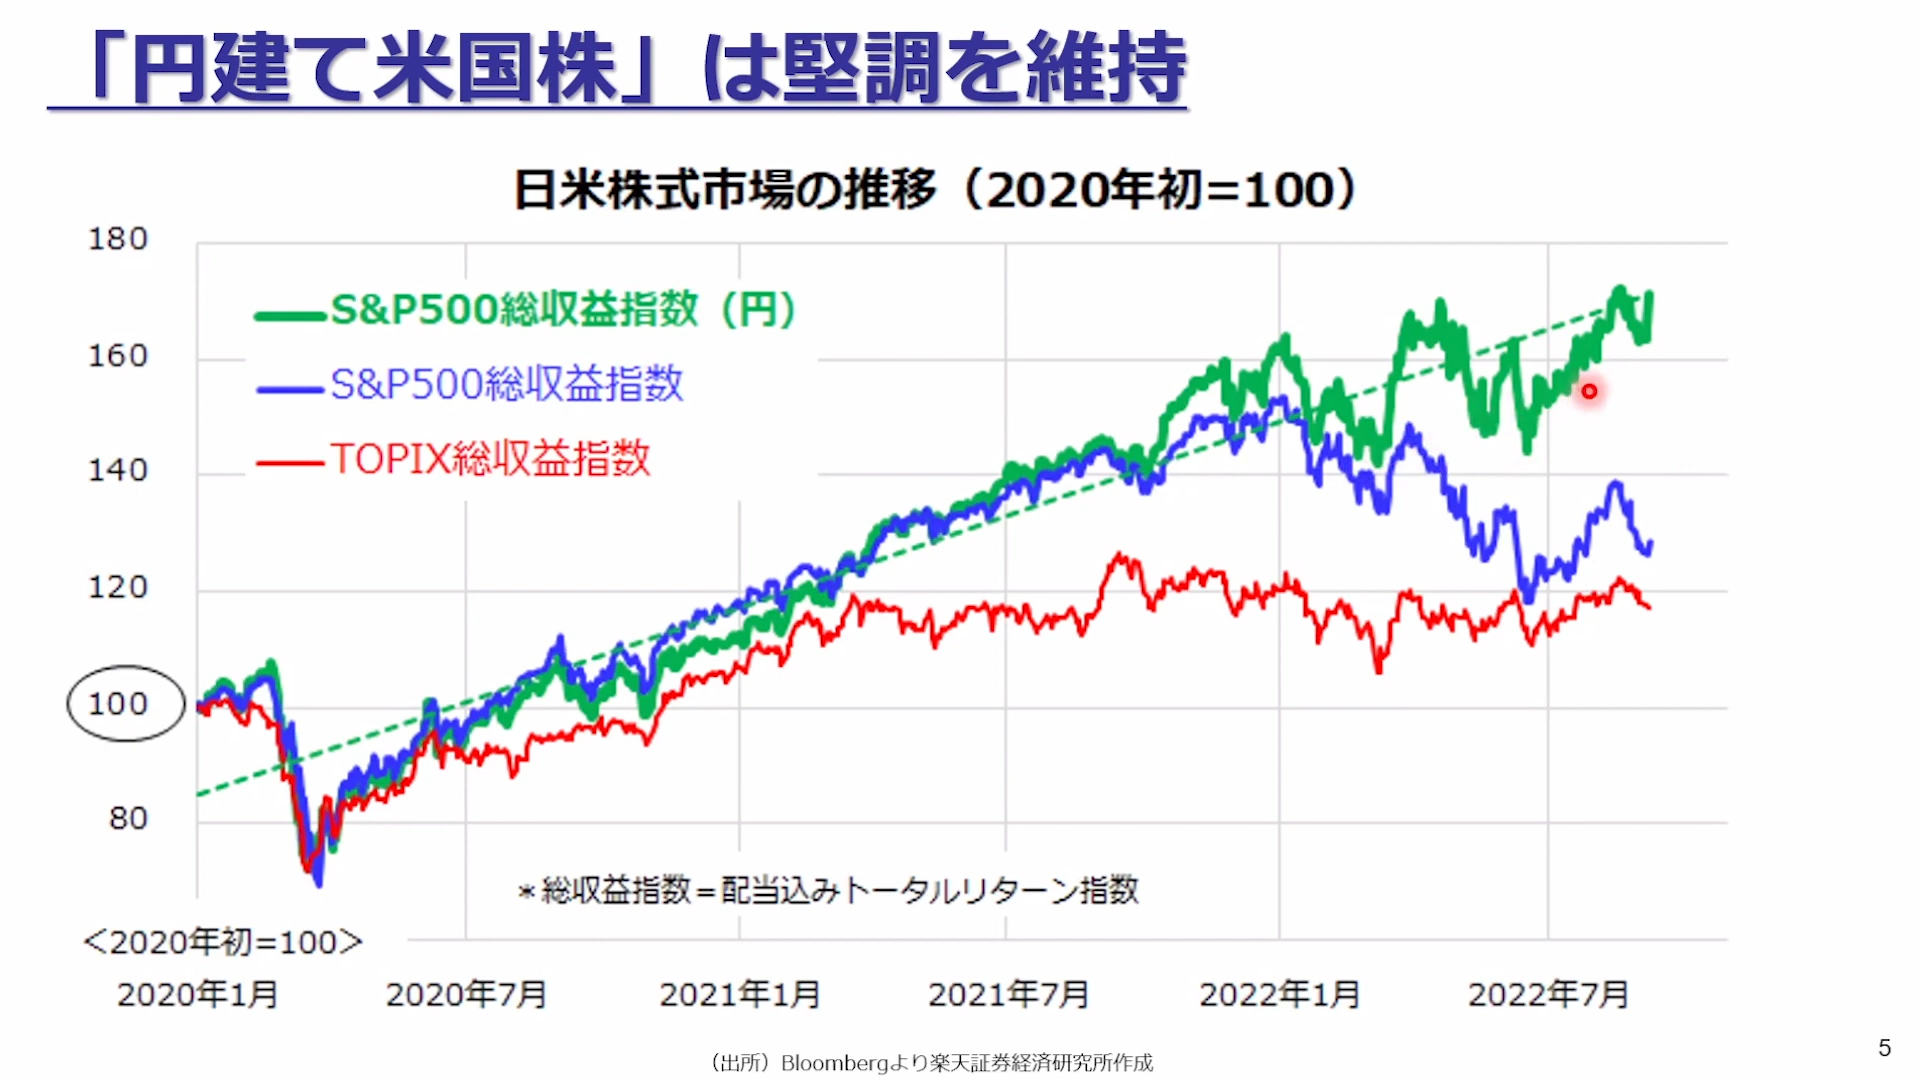 「円建て米国株」は堅調を維持
日米株式市場の推移（2020年初=100）
180
160
140
120
100
80
S&P500総収益指数（円）
S&P500総収益指数
TOPIX総収益指数
＊総収益指数＝配当込みトータルリターン指数
＜2020年初=100＞
2020年1月 2020年7月 2021年1月 2021年7月 2022年1月 2022年7月
（出所）Bloombergより楽天証券経済研究所作成
5